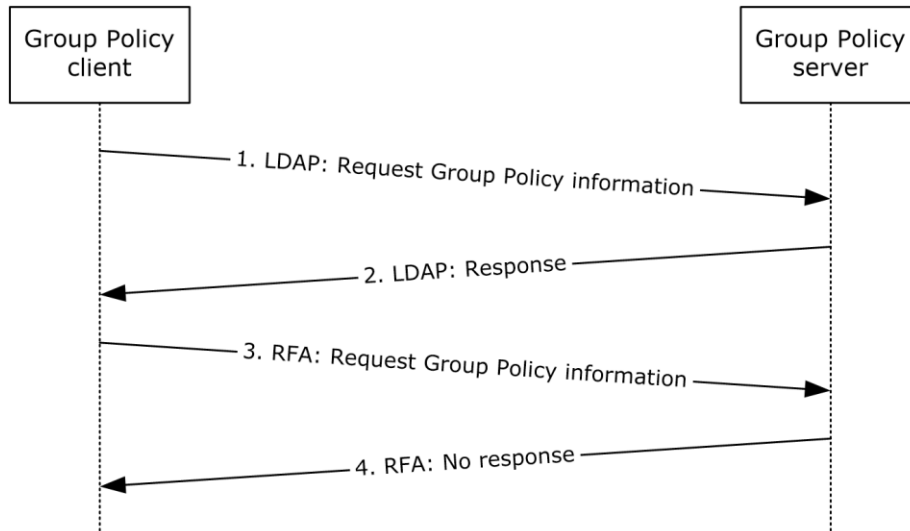 Group Policy
client
Group Policy
server
1. LDAP: Request Group Policy information
2. LDAP: Response
3. RFA: Request Group Policy information
4. RFA: No response